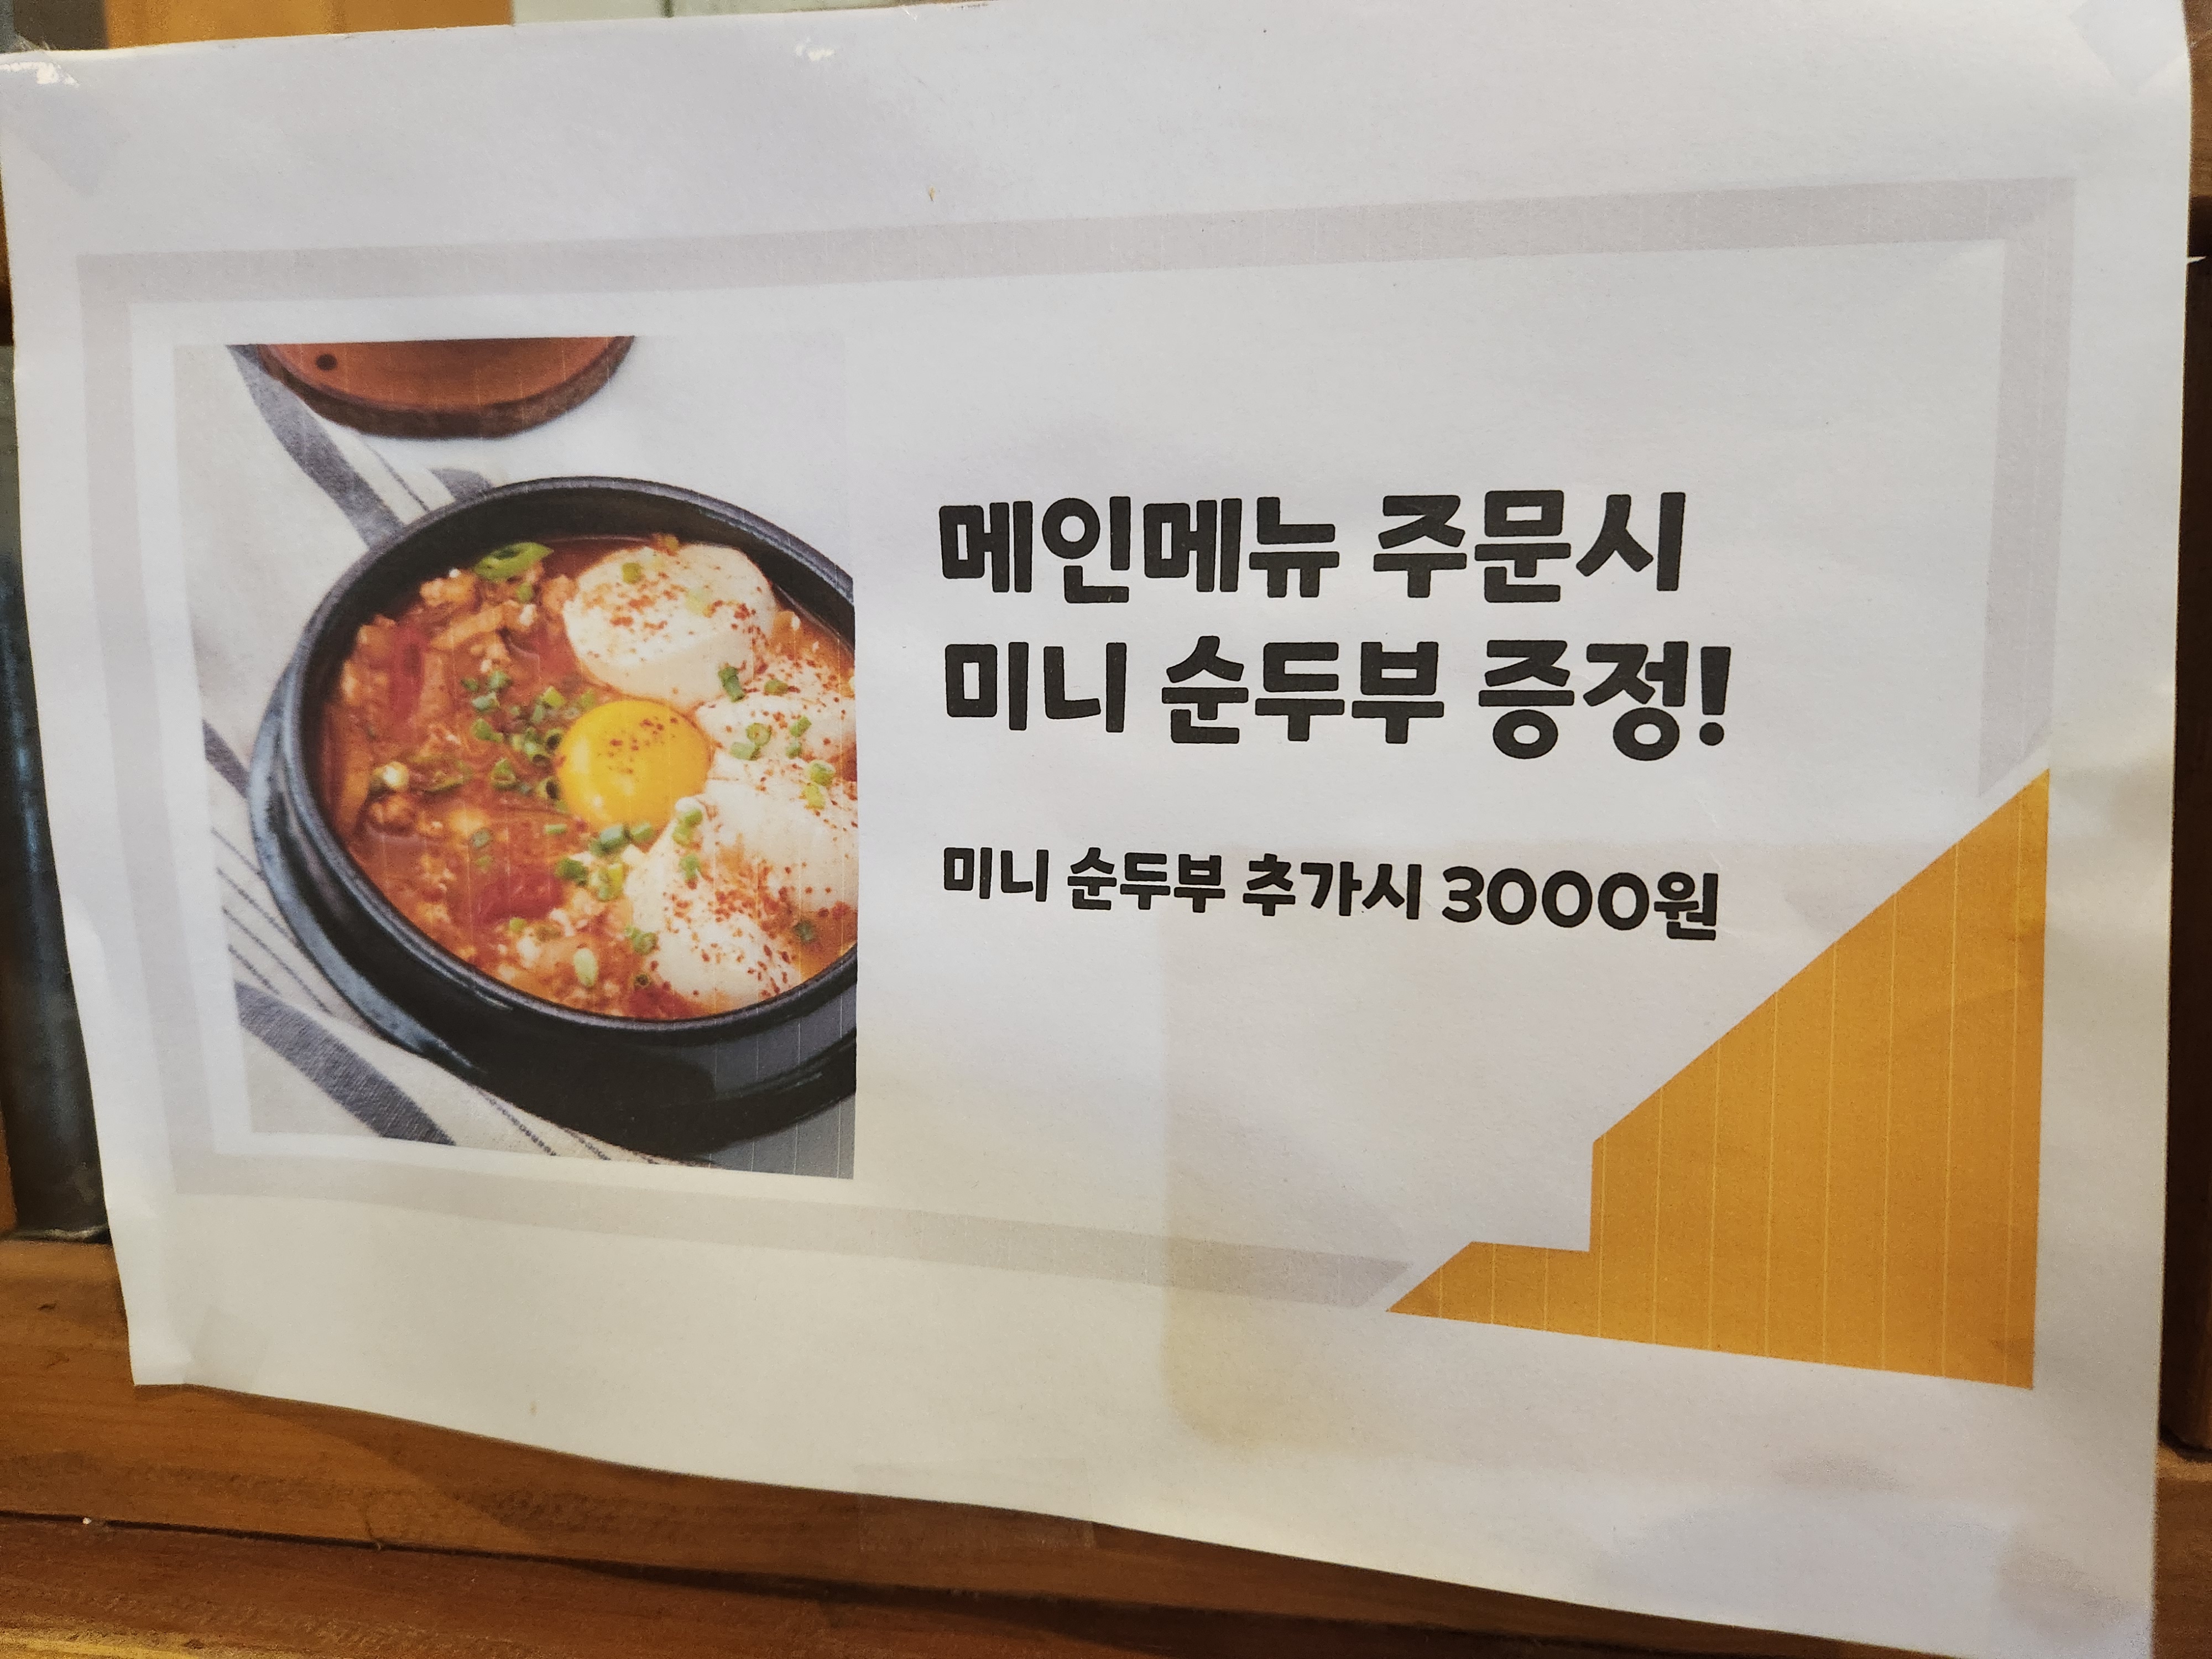 메인메뉴 주문시
미니 순두부 증정!
미니 순두부 추가시 3000원